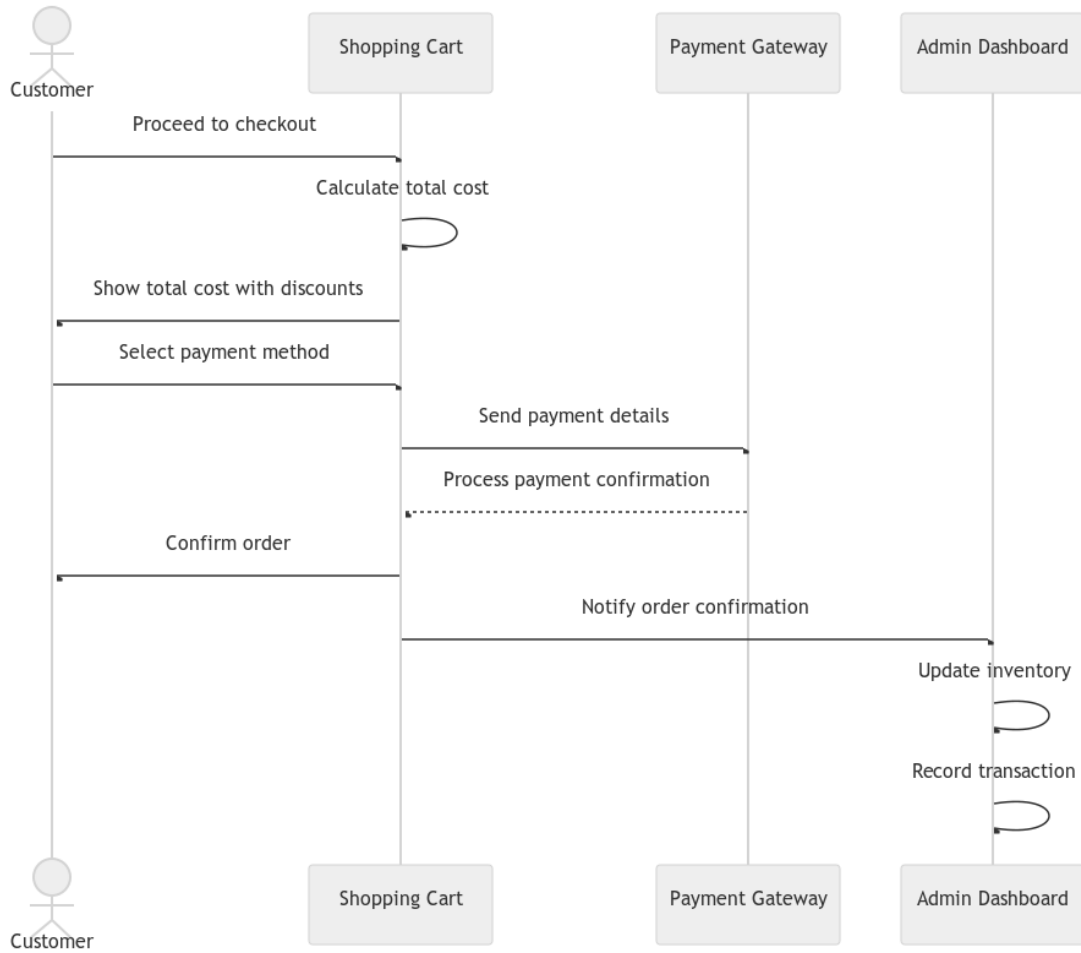 Shopping Cart
Payment Gateway
Admin Dashboard
Customer
Proceed to checkout
Calculate total cost
Show total cost with discounts
Select payment method
Send payment details
Process payment confirmation
Confirm order
Notify order confirmation
Update inventory
Record transaction
Shopping Cart
Payment Gateway
Admin Dashboard
Customer